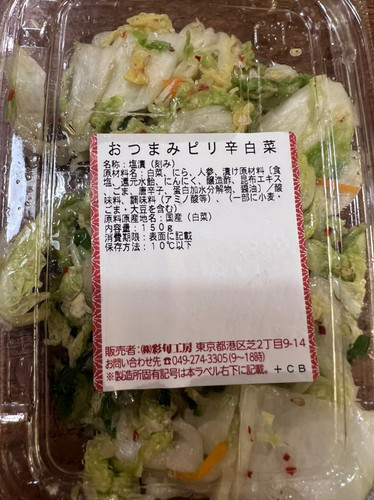 おつまみピリ辛白菜
名称：塩漬（刻み）
原材料名：白菜、にら、人参、漬け原材料〔食
塩、還元水飴、にんにく、醸造酢、昆布エキス
、ごま、唐辛子、蛋白加水分解物、醬油〕／酸
味料、調味料（アミノ酸等）、（一部に小麦・
ごま・大豆を含む）
原料原産地名：国産（白菜）
内容量：１５０ｇ
消費期限：表面に記載
保存方法：１０℃以下
販売者：㈱彩旬工房 東京都港区芝2丁目9-14
お問い合わせ先 ☎049-274-3305(9～18時)
※製造所固有記号は本ラベル右下に記載。 ＋ＣＢ